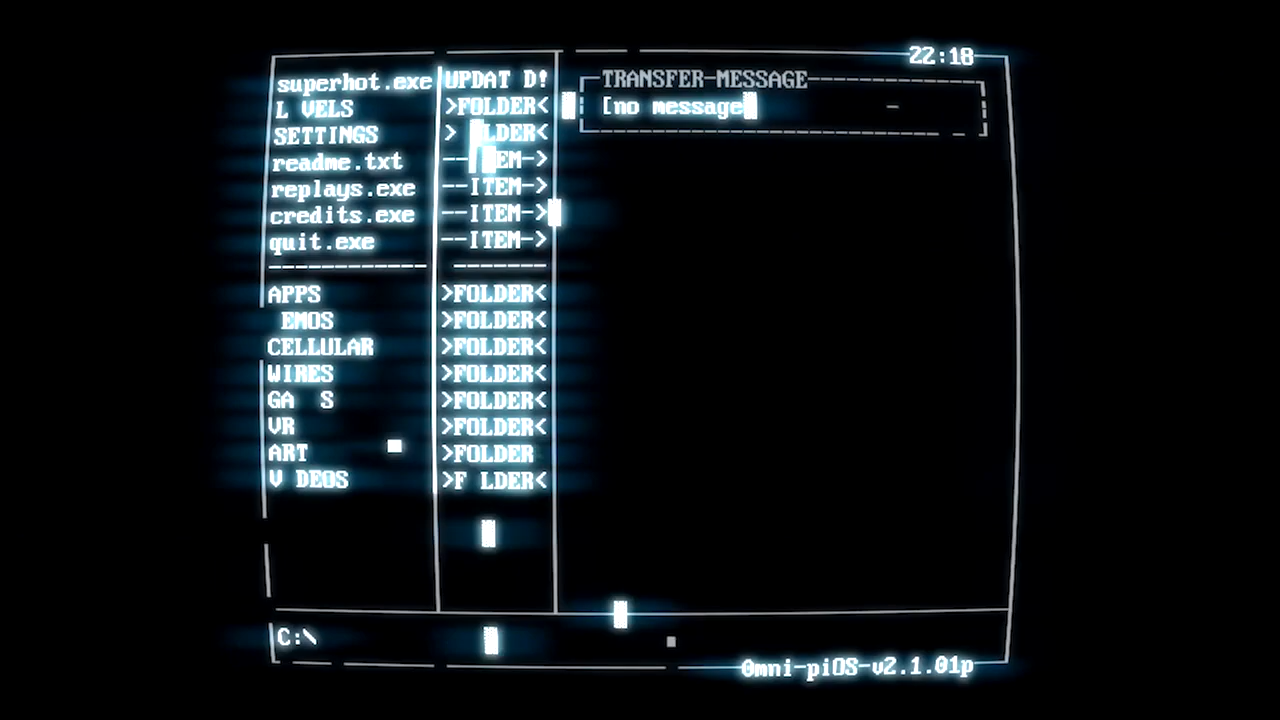 22:18
superhot.exe UPDAT D!
L VELS >FOLDER<
SETTINGS > LDER<
readme.txt -- EM->
replays.exe --ITEM->
credits.exe --ITEM->
quit.exe --ITEM->
------------ -------
APPS >FOLDER<
EMOS >FOLDER<
CELLULAR >FOLDER<
WIRES >FOLDER<
GA S >FOLDER<
VR >FOLDER<
ART >FOLDER
V DEOS >F LDER<
TRANSFER-MESSAGE
[no message
C:\
Omni-piOS-v2.1.01p